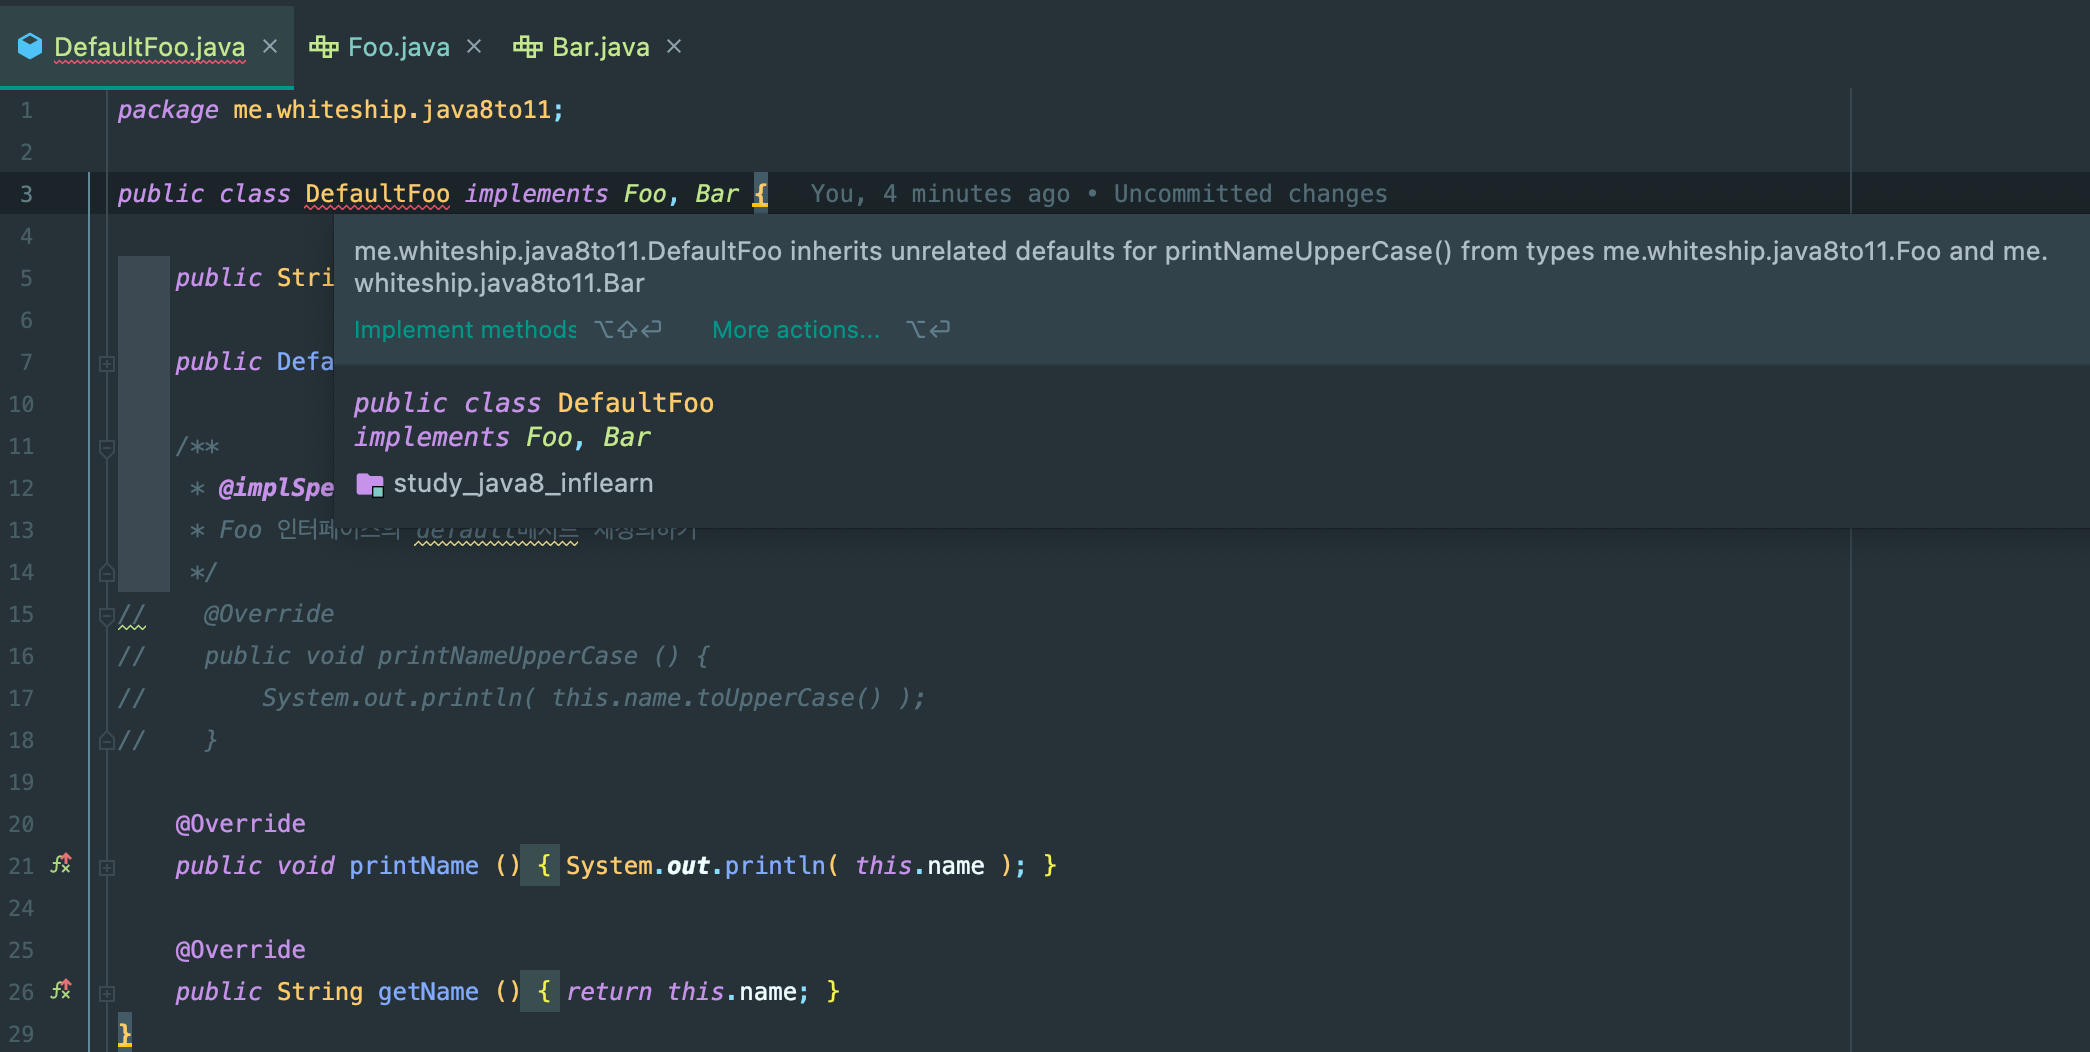 DefaultFoo.java × Foo.java × Bar.java ×
1 package me.whiteship.java8to11;
2
3 public class DefaultFoo implements Foo, Bar { You, 4 minutes ago • Uncommitted changes
4
me.whiteship.java8to11.DefaultFoo inherits unrelated defaults for printNameUpperCase() from types me.whiteship.java8to11.Foo and me.
whiteship.java8to11.Bar
Implement methods ⌥⇧⏎ More actions... ⌥⏎
public class DefaultFoo
implements Foo, Bar
study_java8_inflearn
5 public Stri
6
7 public Defa
10
11 /**
12 * @implSpe
13 * Foo 인터페이스의 default메서드 재정의하기
14 */
15 // @Override
16 // public void printNameUpperCase () {
17 // System.out.println( this.name.toUpperCase() );
18 // }
19
20 @Override
21 public void printName () { System.out.println( this.name ); }
24
25 @Override
26 public String getName () { return this.name; }
29 }